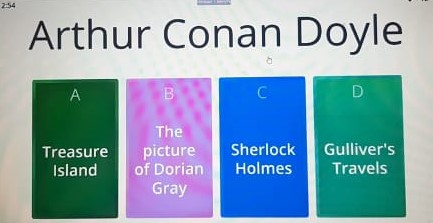 2:54
Arthur Conan Doyle
A
Treasure
Island
B
The
picture
of Dorian
Gray
C
Sherlock
Holmes
D
Gulliver's
Travels